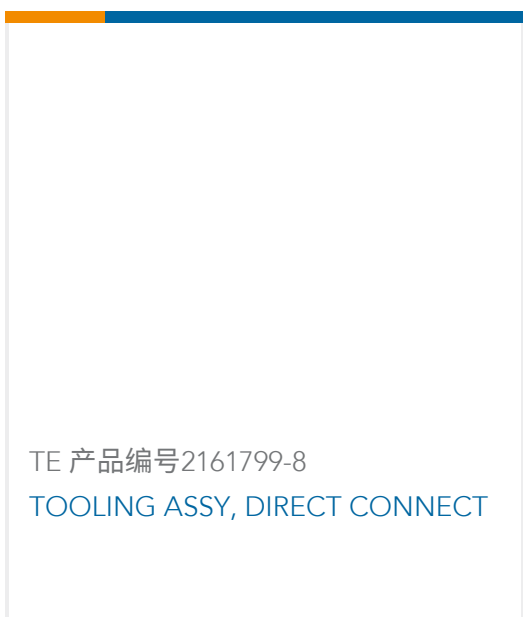 TE 产品编号2161799-8
TOOLING ASSY, DIRECT CONNECT